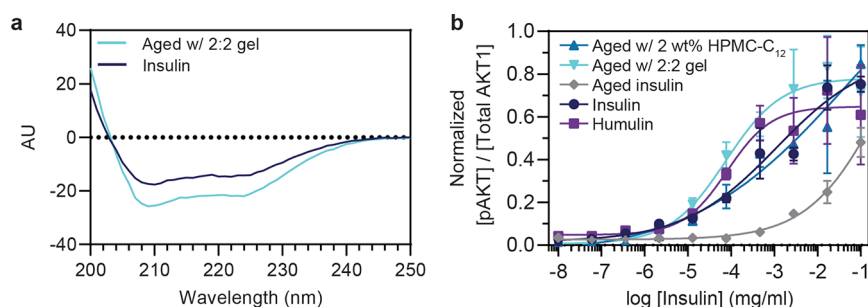 a
40
20
0
-20
-40
AU
200
210
220
230
240
250
Wavelength (nm)
Aged w/ 2:2 gel
Insulin
b
1.0
0.8
0.6
0.4
0.2
0.0
Normalized
[pAKT] / [Total AKT1]
-8
-7
-6
-5
-4
-3
-2
-1
log [Insulin] (mg/ml)
Aged w/ 2 wt% HPMC-C12
Aged w/ 2:2 gel
Aged insulin
Insulin
Humulin